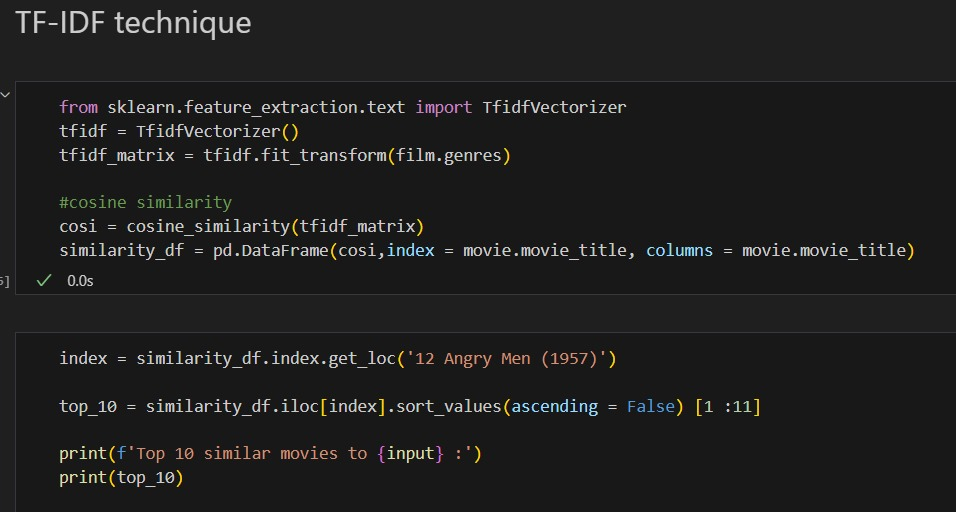 TF-IDF technique
from sklearn.feature_extraction.text import TfidfVectorizer
tfidf = TfidfVectorizer()
tfidf_matrix = tfidf.fit_transform(film.genres)
#cosine similarity
cosi = cosine_similarity(tfidf_matrix)
similarity_df = pd.DataFrame(cosi,index = movie.movie_title, columns = movie.movie_title)
] 0.0s
index = similarity_df.index.get_loc('12 Angry Men (1957)')
top_10 = similarity_df.iloc[index].sort_values(ascending = False) [1 :11]
print(f'Top 10 similar movies to {input} :')
print(top_10)